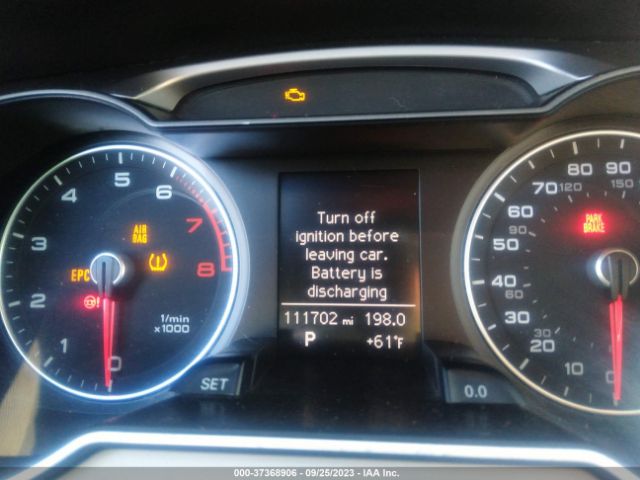 Turn off
ignition before
leaving car.
Battery is
discharging
111702 mi 198.0
P +61°F
AIR
BAG
EPC
1/min
x1000
0
1
2
3
4
5
6
7
8
SET
0.0
PARK
BRAKE
0
10
20
30
30
40
50
60
60
70
80
90
90
120
150
000-37368906 - 09/25/2023 - IAA Inc.